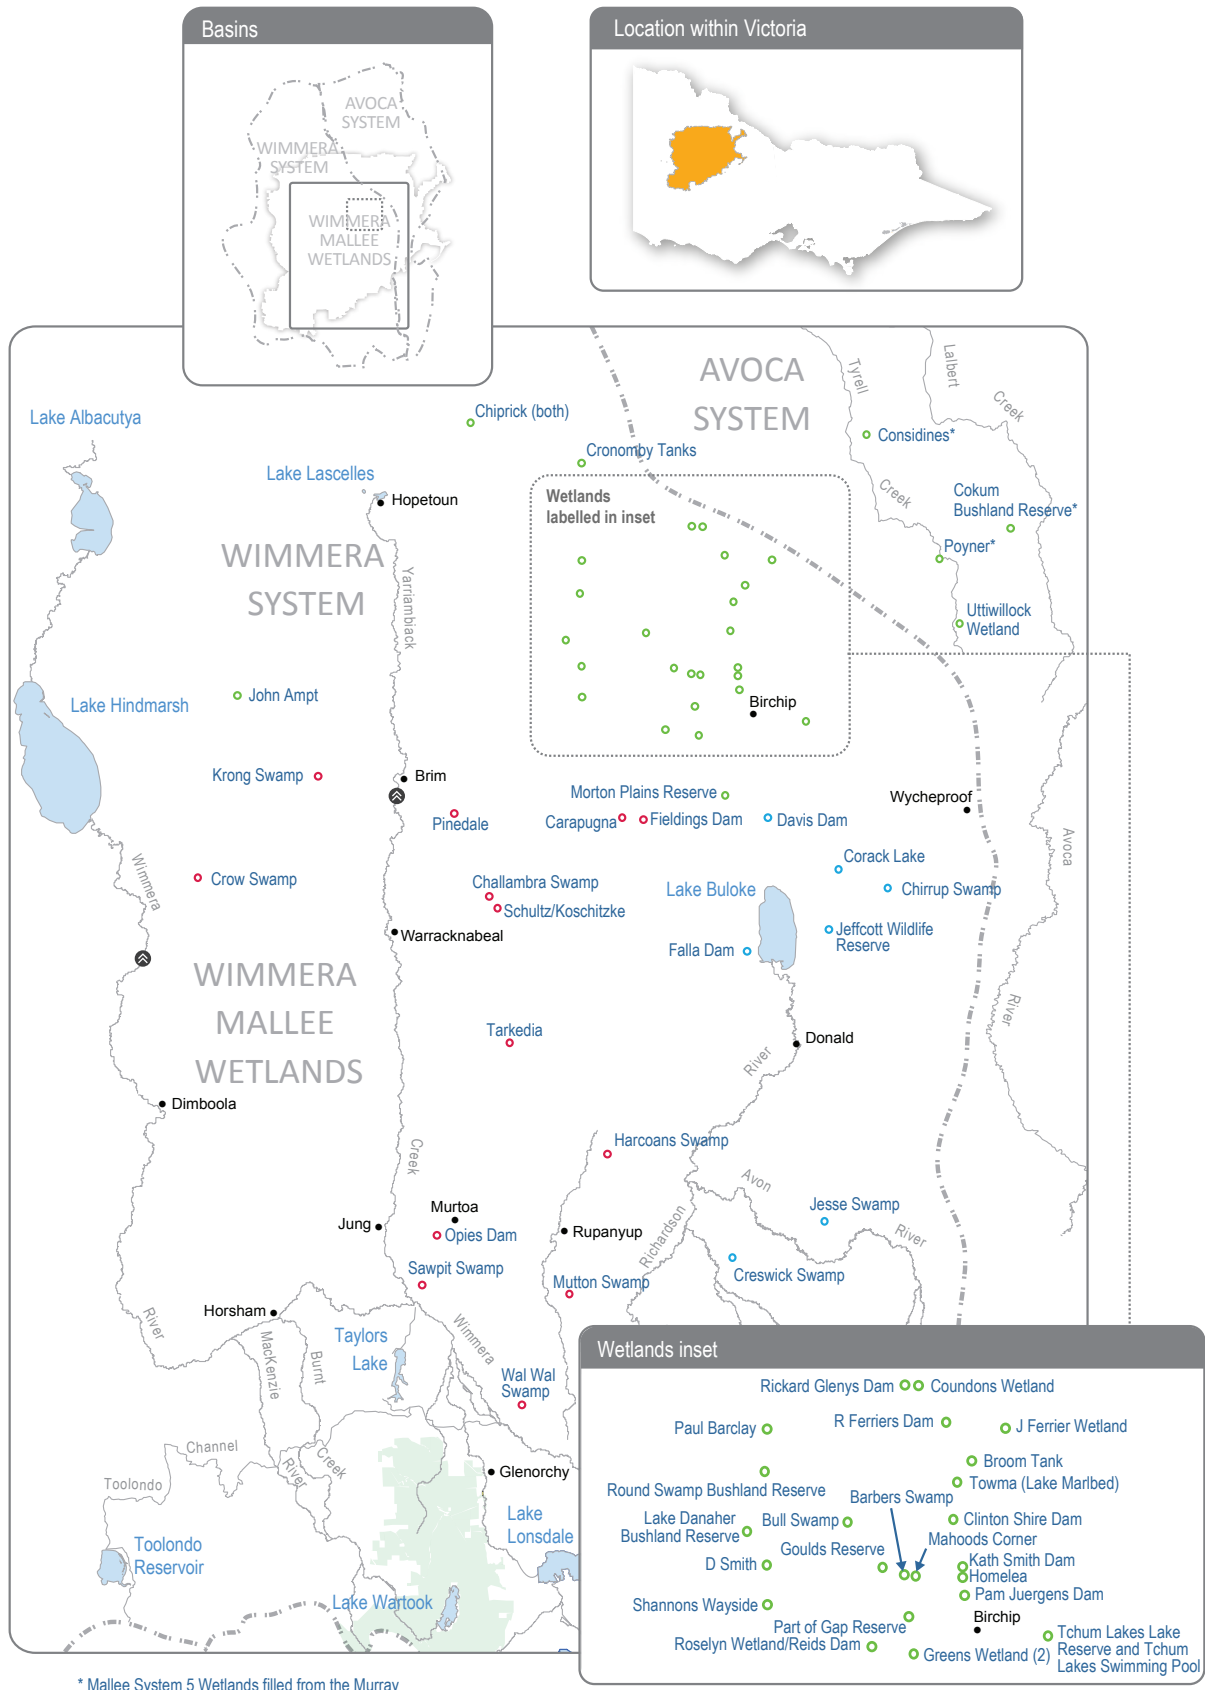 Basins
AVOCA
SYSTEM
WIMMERA
SYSTEM
WIMMERA
MALLEE
WETLANDS
Location within Victoria
AVOCA
SYSTEM
Tyrell
Creek
Lalbert
Creek
Lake Albacutya
Chiprick (both)
Considines*
Cronomby Tanks
Lake Lascelles
Hopetoun
Wetlands
labelled in inset
Cokum
Bushland Reserve*
Poyner*
WIMMERA
SYSTEM
Yarriambiack
Uttiwillock
Wetland
John Ampt
Lake Hindmarsh
Birchip
Krong Swamp
Brim
Morton Plains Reserve
Wycheproof
Pinedale
Carapugna
Fieldings Dam
Davis Dam
Avoca
Wimmera
Crow Swamp
Corack Lake
Challambra Swamp
Lake Buloke
Chirrup Swamp
Schultz/Koschitzke
Warracknabeal
Jeffcott Wildlife
Reserve
Falla Dam
WIMMERA
MALLEE
WETLANDS
River
Tarkedia
Donald
River
Dimboola
Harcoans Swamp
Creek
Avon
Jesse Swamp
Murtoa
Jung
Opies Dam
Rupanyup
Richardson
River
Sawpit Swamp
Mutton Swamp
Creswick Swamp
Horsham
River
Taylors
Lake
MacKenzie
Burnt
Wimmera
Wal Wal
Swamp
Channel
Toolondo
Creek
River
Glenorchy
Lake
Lonsdale
Toolondo
Reservoir
Lake Wartook
Wetlands inset
Rickard Glenys Dam
Coundons Wetland
Paul Barclay
R Ferriers Dam
J Ferrier Wetland
Broom Tank
Round Swamp Bushland Reserve
Towma (Lake Marlbed)
Barbers Swamp
Lake Danaher
Bushland Reserve
Bull Swamp
Clinton Shire Dam
Mahoods Corner
Goulds Reserve
D Smith
Kath Smith Dam
Homelea
Pam Juergens Dam
Shannons Wayside
Part of Gap Reserve
Birchip
Roselyn Wetland/Reids Dam
Greens Wetland (2)
Tchum Lakes Lake
Reserve and Tchum
Lakes Swimming Pool
* Mallee System 5 Wetlands filled from the Murray